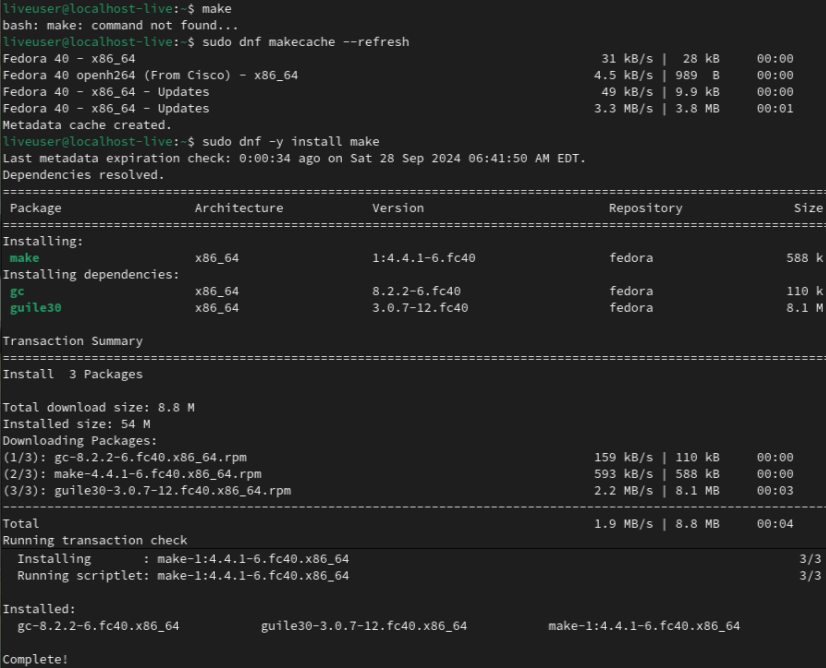 liveuser@localhost-live:~$ make
bash: make: command not found...
liveuser@localhost-live:~$ sudo dnf makecache --refresh
Fedora 40 - x86_64 31 kB/s | 28 kB 00:00
Fedora 40 openh264 (From Cisco) - x86_64 4.5 kB/s | 989 B 00:00
Fedora 40 - x86_64 - Updates 49 kB/s | 9.9 kB 00:00
Fedora 40 - x86_64 - Updates 3.3 MB/s | 3.8 MB 00:01
Metadata cache created.
liveuser@localhost-live:~$ sudo dnf -y install make
Last metadata expiration check: 0:00:34 ago on Sat 28 Sep 2024 06:41:50 AM EDT.
Dependencies resolved.
Package Architecture Version Repository Size
Installing:
make x86_64 1:4.4.1-6.fc40 fedora 588 k
Installing dependencies:
gc x86_64 8.2.2-6.fc40 fedora 110 k
guile30 x86_64 3.0.7-12.fc40 fedora 8.1 M
Transaction Summary
Install 3 Packages
Total download size: 8.8 M
Installed size: 54 M
Downloading Packages:
(1/3): gc-8.2.2-6.fc40.x86_64.rpm 159 kB/s | 110 kB 00:00
(2/3): make-4.4.1-6.fc40.x86_64.rpm 593 kB/s | 588 kB 00:00
(3/3): guile30-3.0.7-12.fc40.x86_64.rpm 2.2 MB/s | 8.1 MB 00:03
Total 1.9 MB/s | 8.8 MB 00:04
Running transaction check
Installing : make-1:4.4.1-6.fc40.x86_64 3/3
Running scriptlet: make-1:4.4.1-6.fc40.x86_64 3/3
Installed:
gc-8.2.2-6.fc40.x86_64 guile30-3.0.7-12.fc40.x86_64 make-1:4.4.1-6.fc40.x86_64
Complete!